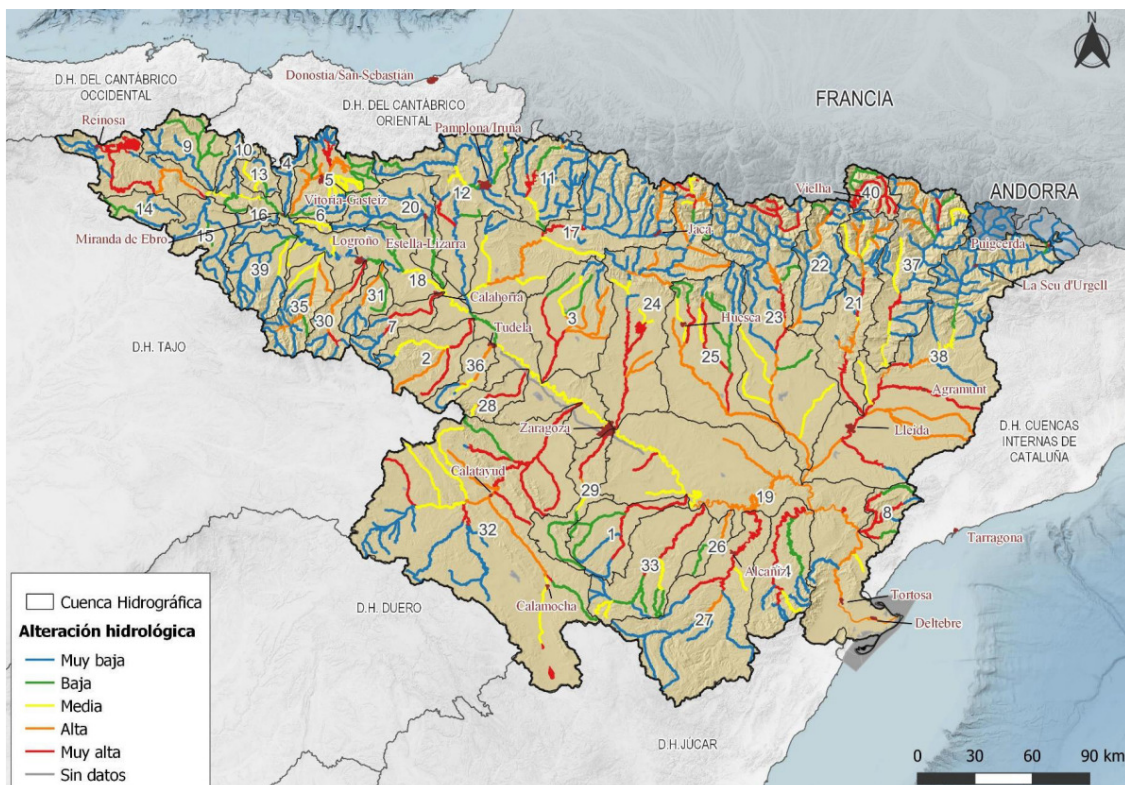 N
D.H. DEL CANTÁBRICO
OCCIDENTAL
Donostia/San-Sebastián
D.H. DEL CANTÁBRICO
ORIENTAL
FRANCIA
Reinosa
Pamplona/Iruña
ANDORRA
Vielha
9
10
4
13
5
12
11
40
14
16
6
Vitoria-Gasteiz
20
17
Jaca
Puigcerda
Miranda de Ebro
15
Logroño
Estella-Lizarra
39
22
37
La Seu d'Urgell
35
31
18
Calahorra
24
23
21
30
7
Tudela
3
Huesca
25
38
D.H. TAJO
2
36
Agramunt
28
Zaragoza
Lleida
D.H. CUENCAS
INTERNAS DE
CATALUÑA
Calatayud
29
19
8
32
1
26
Tarragona
33
Alcañiz
4
Calamocha
Tortosa
D.H. DUERO
27
Deltebre
D.H.JÚCAR
Cuenca Hidrográfica
Alteración hidrológica
Muy baja
Baja
Media
Alta
Muy alta
Sin datos
0 30 60 90 km